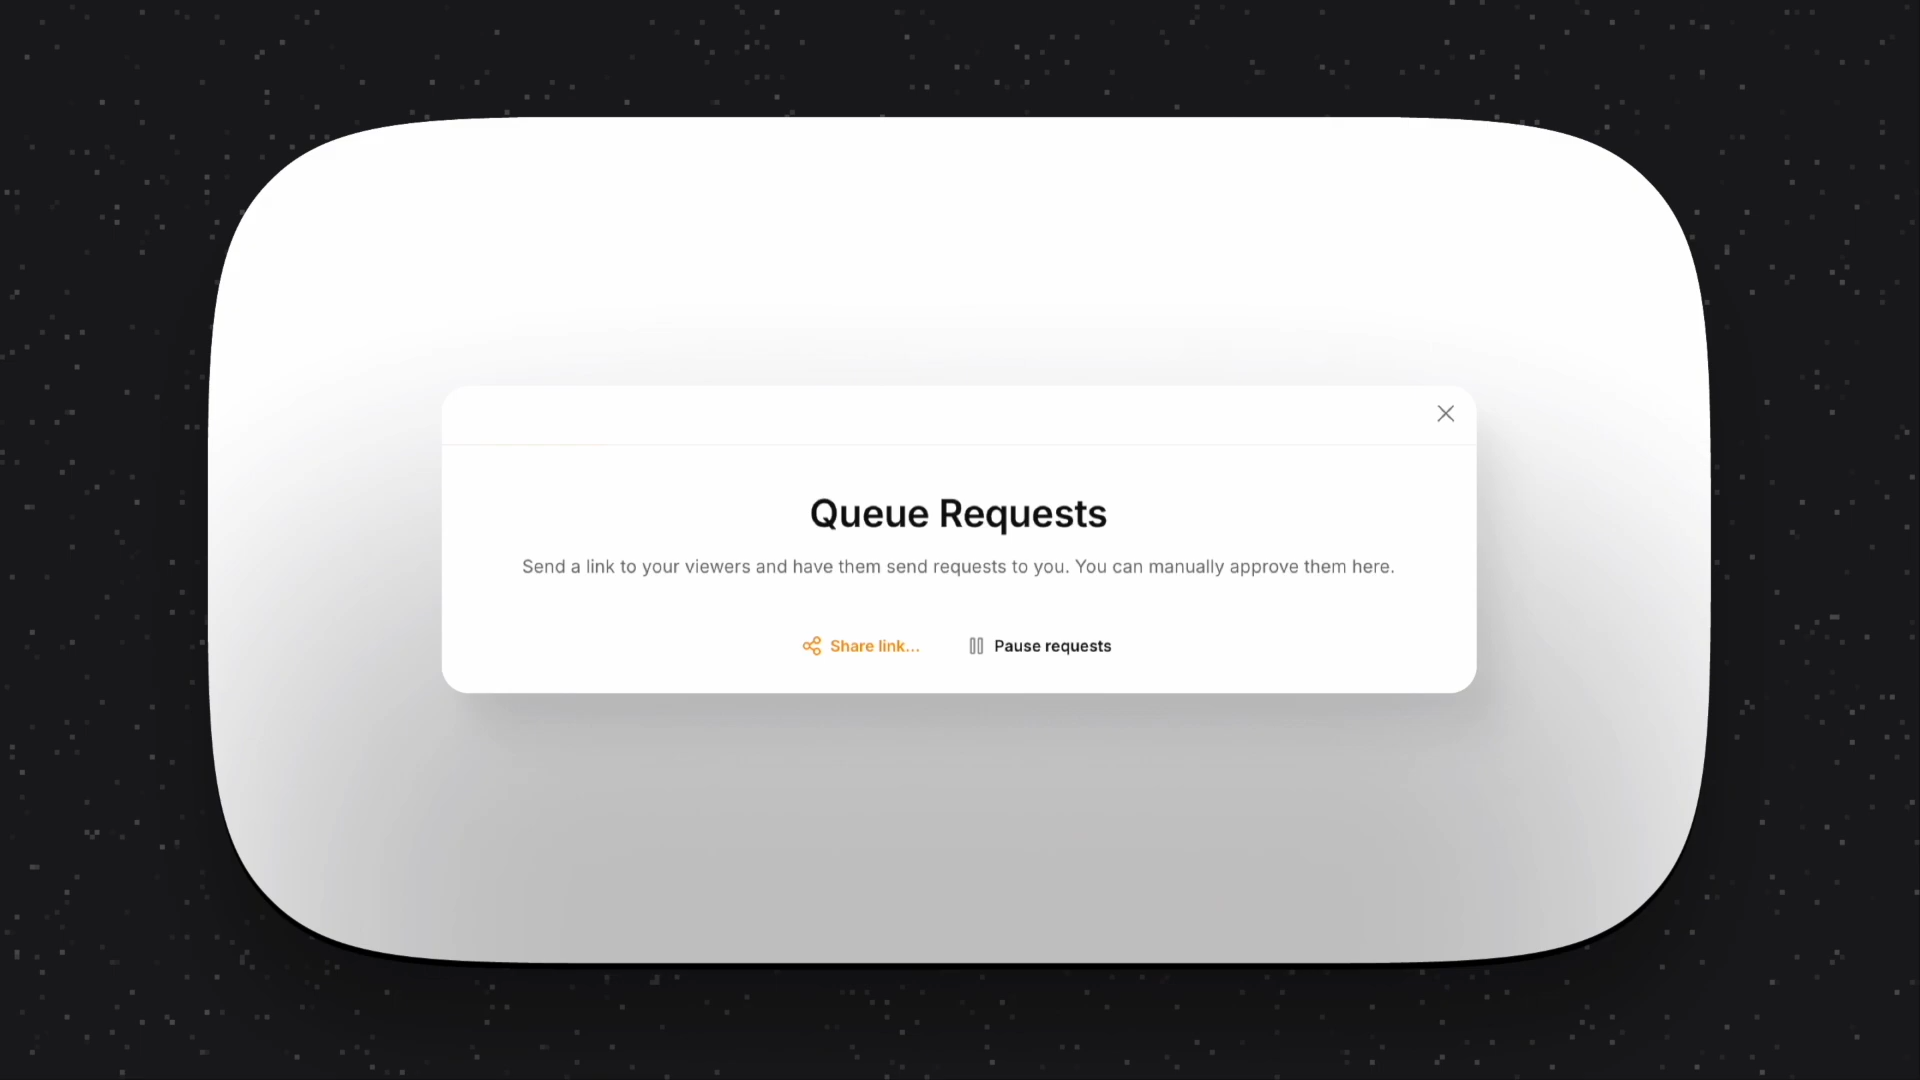 Queue Requests
Send a link to your viewers and have them send requests to you. You can manually approve them here.
Share link...
Pause requests